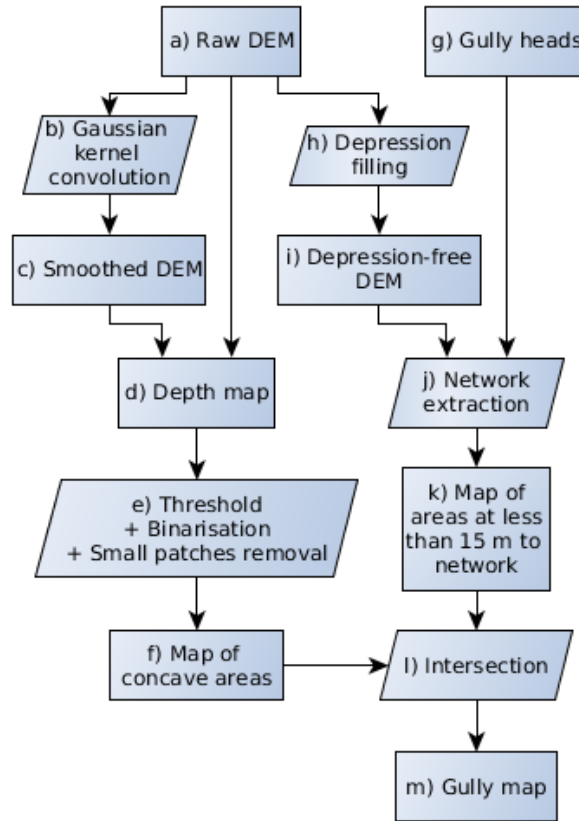 a) Raw DEM
g) Gully heads
b) Gaussian
kernel
convolution
h) Depression
filling
c) Smoothed DEM
i) Depression-free
DEM
d) Depth map
j) Network
extraction
e) Threshold
+ Binarisation
+ Small patches removal
k) Map of
areas at less
than 15 m to
network
f) Map of
concave areas
l) Intersection
m) Gully map